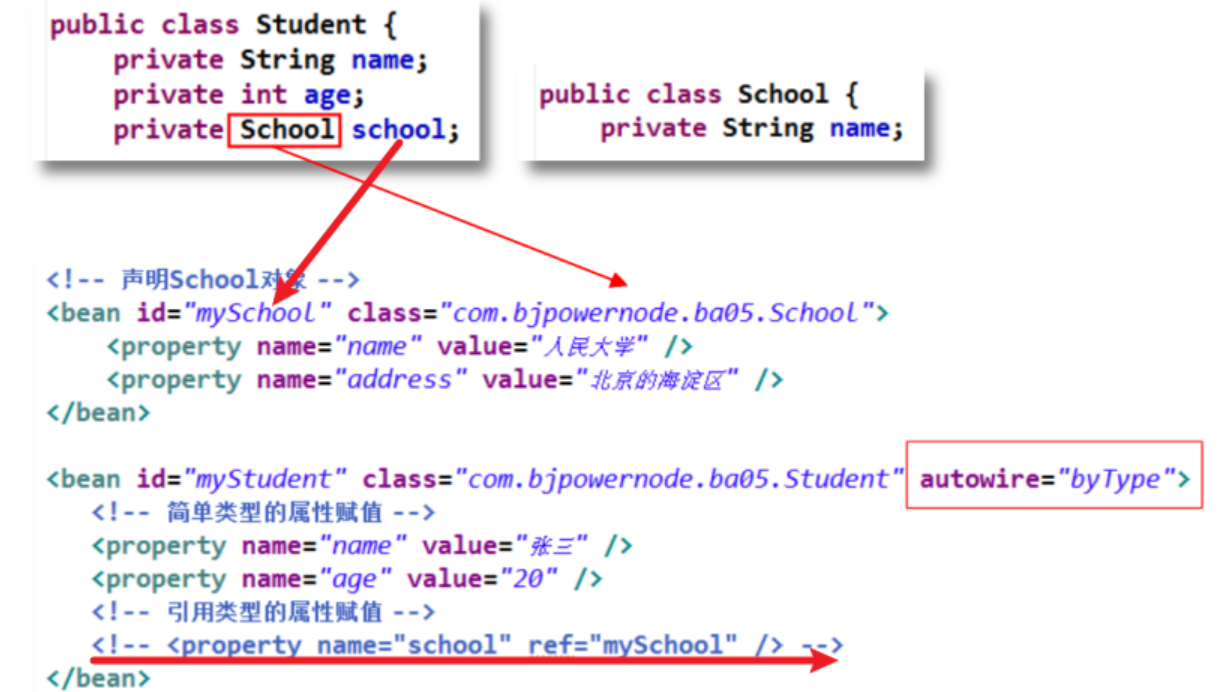 public class Student {
private String name;
private int age;
private School school;
public class School {
private String name;
<!-- 声明School对象 -->
<bean id="mySchool" class="com.bjpowernode.ba05.School">
<property name="name" value="人民大学" />
<property name="address" value="北京的海淀区" />
</bean>
<bean id="myStudent" class="com.bjpowernode.ba05.Student" autowire="byType">
<!-- 简单类型的属性赋值 -->
<property name="name" value="张三" />
<property name="age" value="20" />
<!-- 引用类型的属性赋值 -->
<!-- <property name="school" ref="mySchool" /> -->
</bean>